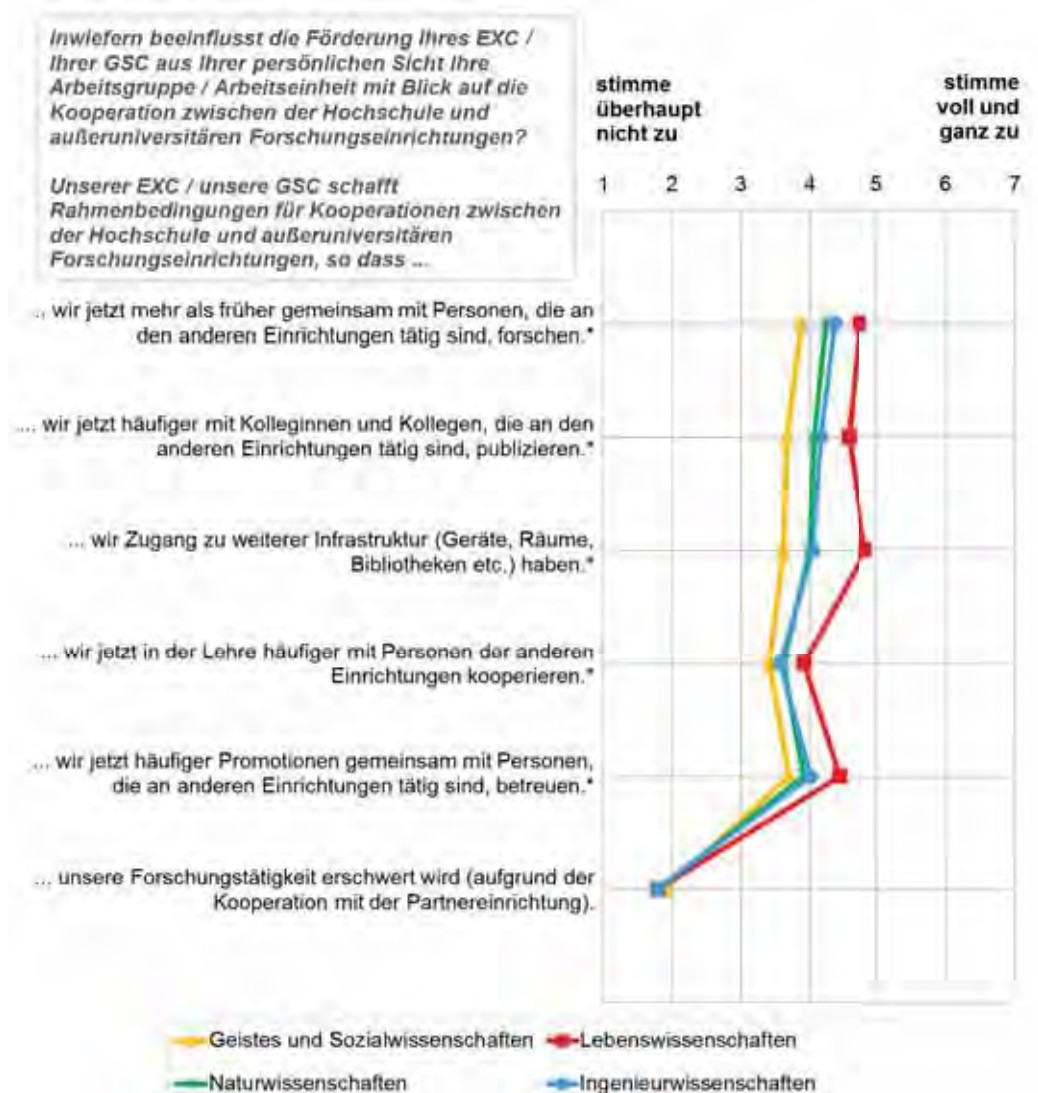 Inwiefern beeinflusst die Förderung Ihres EXC /
Ihrer GSC aus Ihrer persönlichen Sicht Ihre
Arbeitsgruppe / Arbeitseinheit mit Blick auf die
Kooperation zwischen der Hochschule und
außeruniversitären Forschungseinrichtungen?
Unserer EXC / unsere GSC schafft
Rahmenbedingungen für Kooperationen zwischen
der Hochschule und außeruniversitären
Forschungseinrichtungen, so dass ...
stimme
überhaupt
nicht zu
stimme
voll und
ganz zu
1 2 3 4 5 6 7
... wir jetzt mehr als früher gemeinsam mit Personen, die an
den anderen Einrichtungen tätig sind, forschen.*
... wir jetzt häufiger mit Kolleginnen und Kollegen, die an den
anderen Einrichtungen tätig sind, publizieren.*
... wir Zugang zu weiterer Infrastruktur (Geräte, Räume,
Bibliotheken etc.) haben.*
... wir jetzt in der Lehre häufiger mit Personen der anderen
Einrichtungen kooperieren.*
... wir jetzt häufiger Promotionen gemeinsam mit Personen,
die an anderen Einrichtungen tätig sind, betreuen.*
... unsere Forschungstätigkeit erschwert wird (aufgrund der
Kooperation mit der Partnereinrichtung).
Geistes und Sozialwissenschaften Lebenswissenschaften
Naturwissenschaften Ingenieurwissenschaften